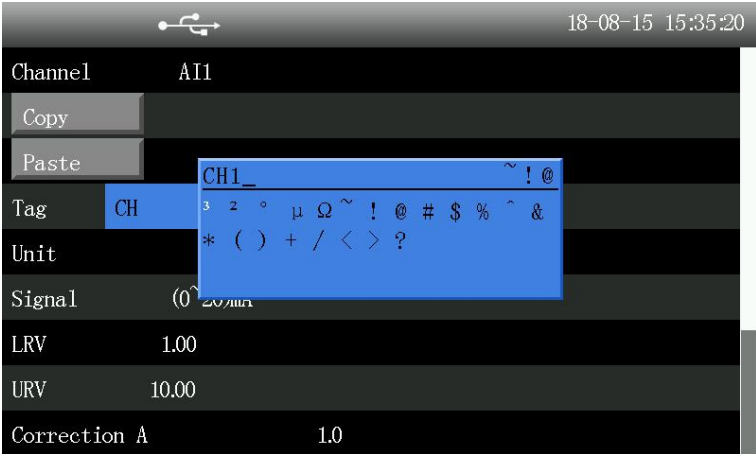 18-08-15 15:35:20
Channel AI1
Copy
Paste
CH1_ ~!@
Tag CH
³ ² ° μ Ω ~ ! @ # $ % ^ &
* ( ) + / < > ?
Unit
Signal (0~20)mA
LRV 1.00
URV 10.00
Correction A 1.0